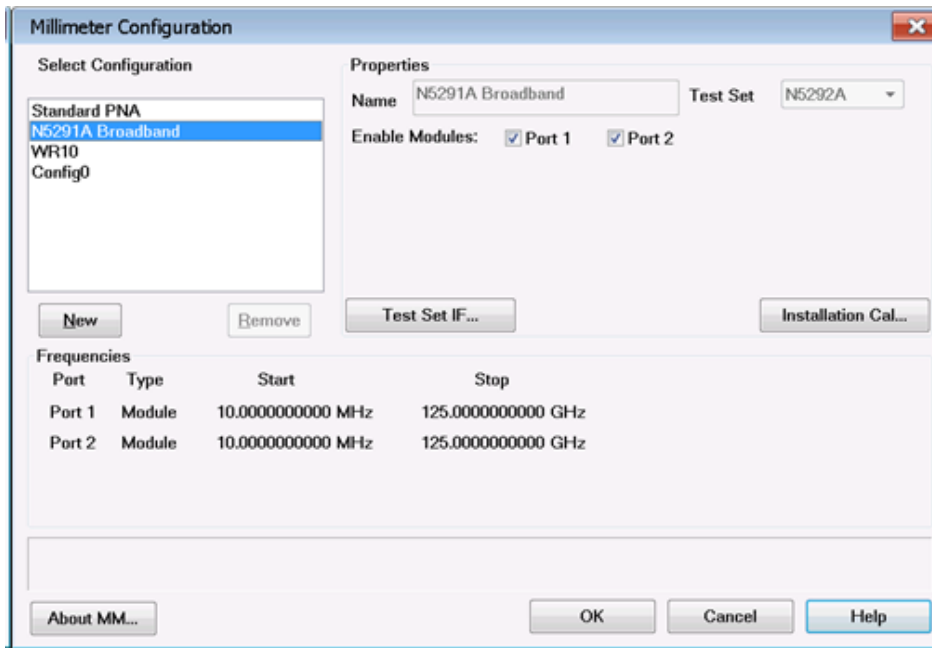 Millimeter Configuration
Select Configuration
Standard PNA
N5291A Broadband
WR10
Config0
New
Remove
Properties
Name N5291A Broadband Test Set N5292A
Enable Modules: Port 1 Port 2
Test Set IF... Installation Cal...
Frequencies
Port Type Start Stop
Port 1 Module 10.0000000000 MHz 125.0000000000 GHz
Port 2 Module 10.0000000000 MHz 125.0000000000 GHz
About MM... OK Cancel Help